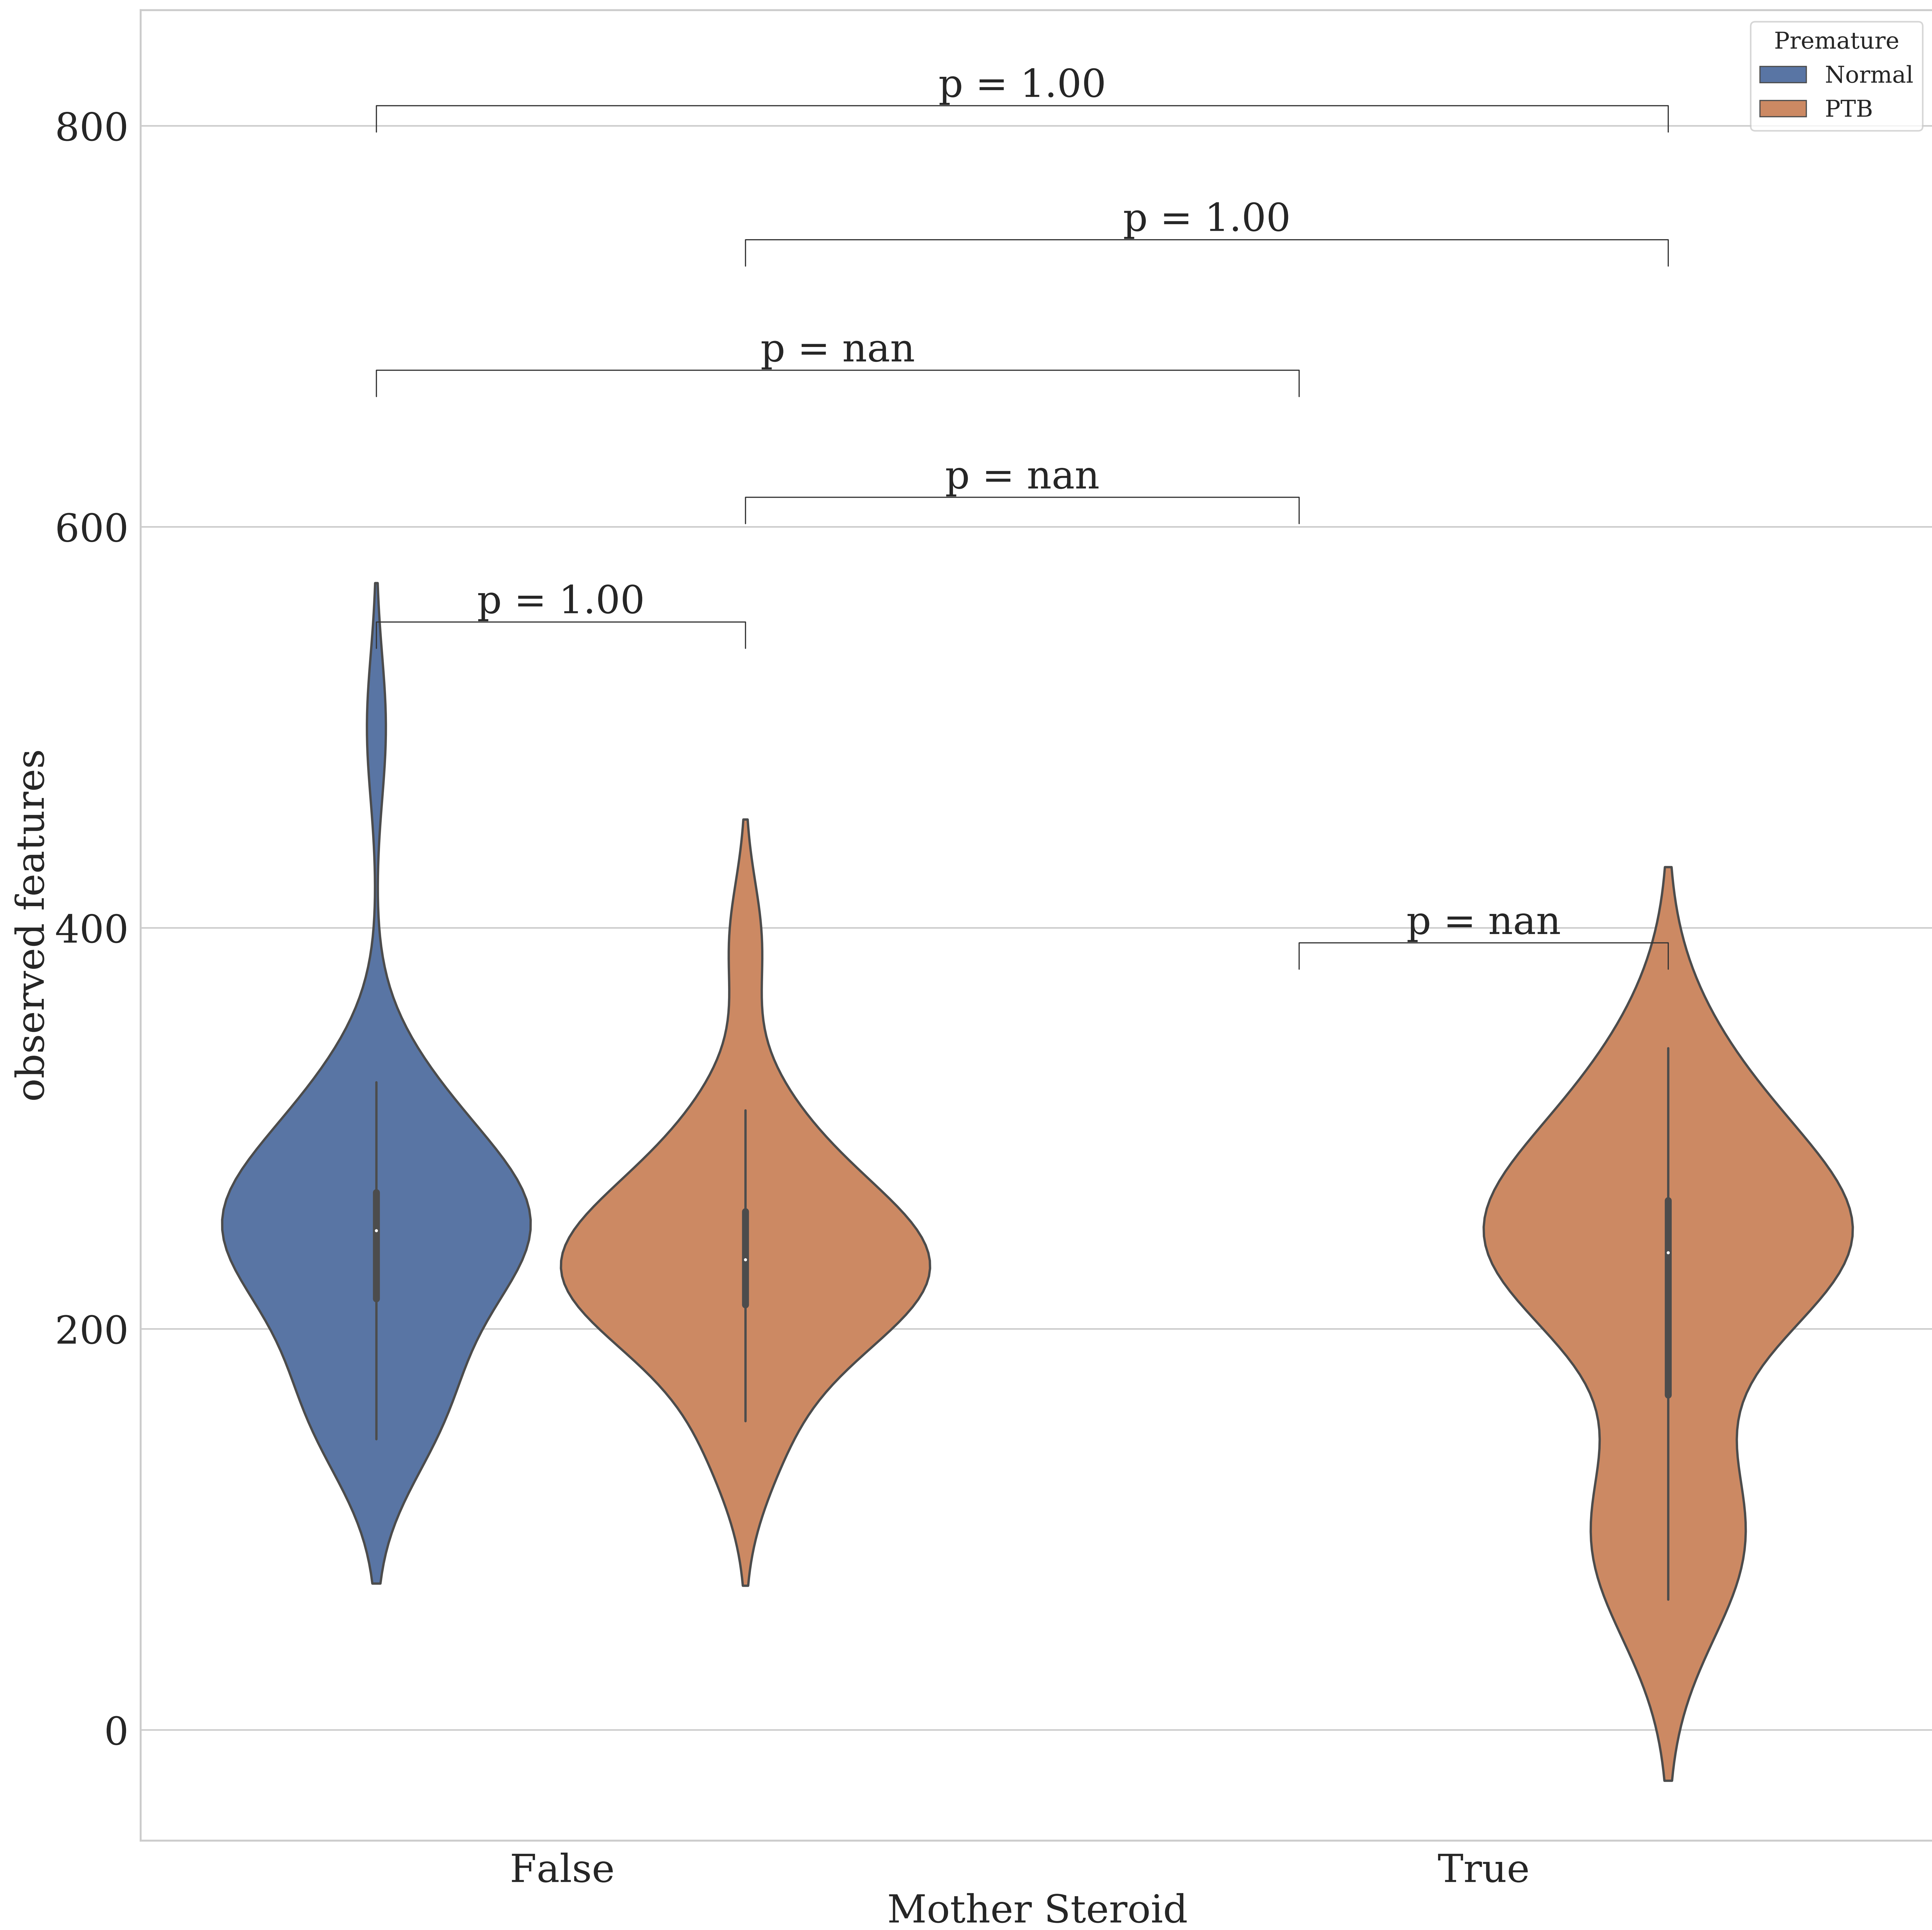 Premature
Normal
PTB
p = 1.00
800
p = 1.00
p = nan
p = nan
600
p = 1.00
observed features
400
p = nan
200
0
False
True
Mother Steroid